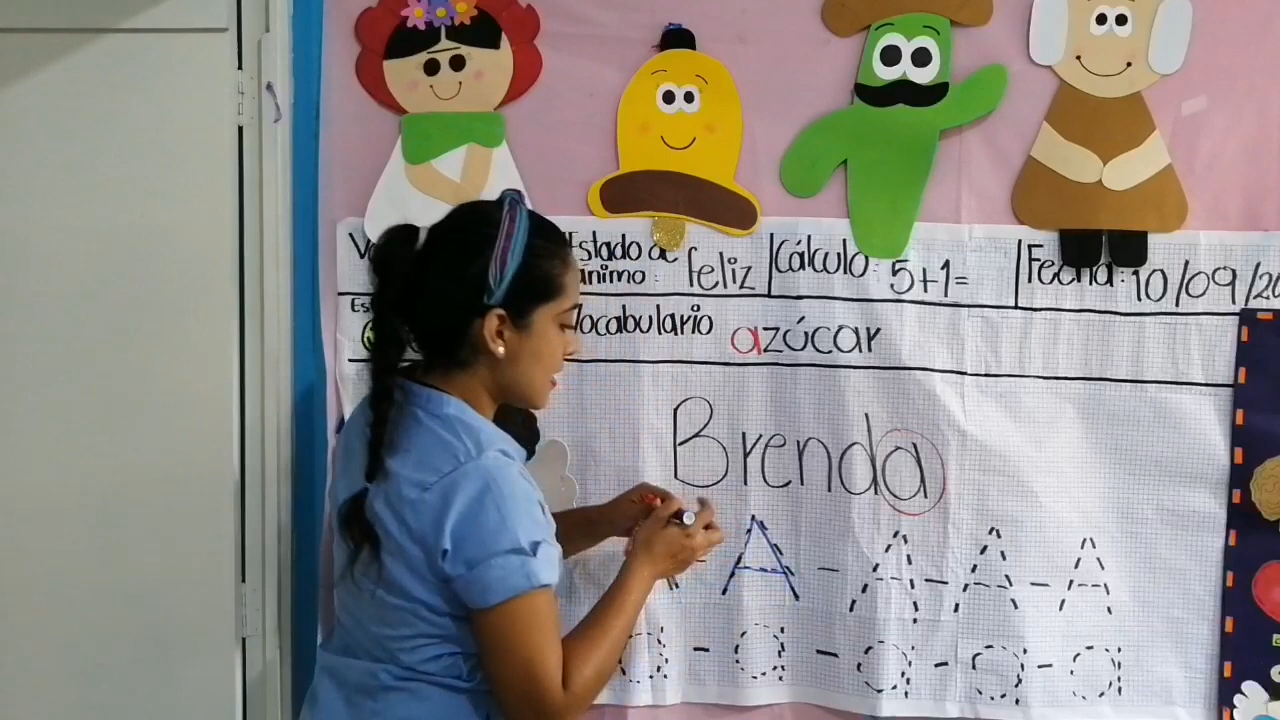 Estado de ánimo: feliz
Cálculo: 5+1=
Fecha: 10/09/20
Vocabulario azúcar
Brenda
- A - A - A - A
a - a - a - a - a